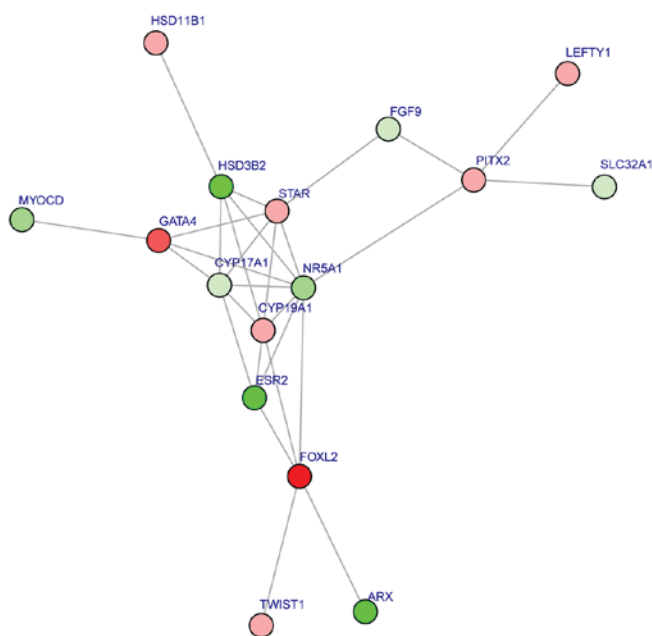 HSD11B1
LEFTY1
FGF9
HSD3B2
PITX2
SLC32A1
STAR
MYOCD
GATA4
CYP17A1
NR5A1
CYP19A1
ESR2
FOXL2
ARX
TWIST1